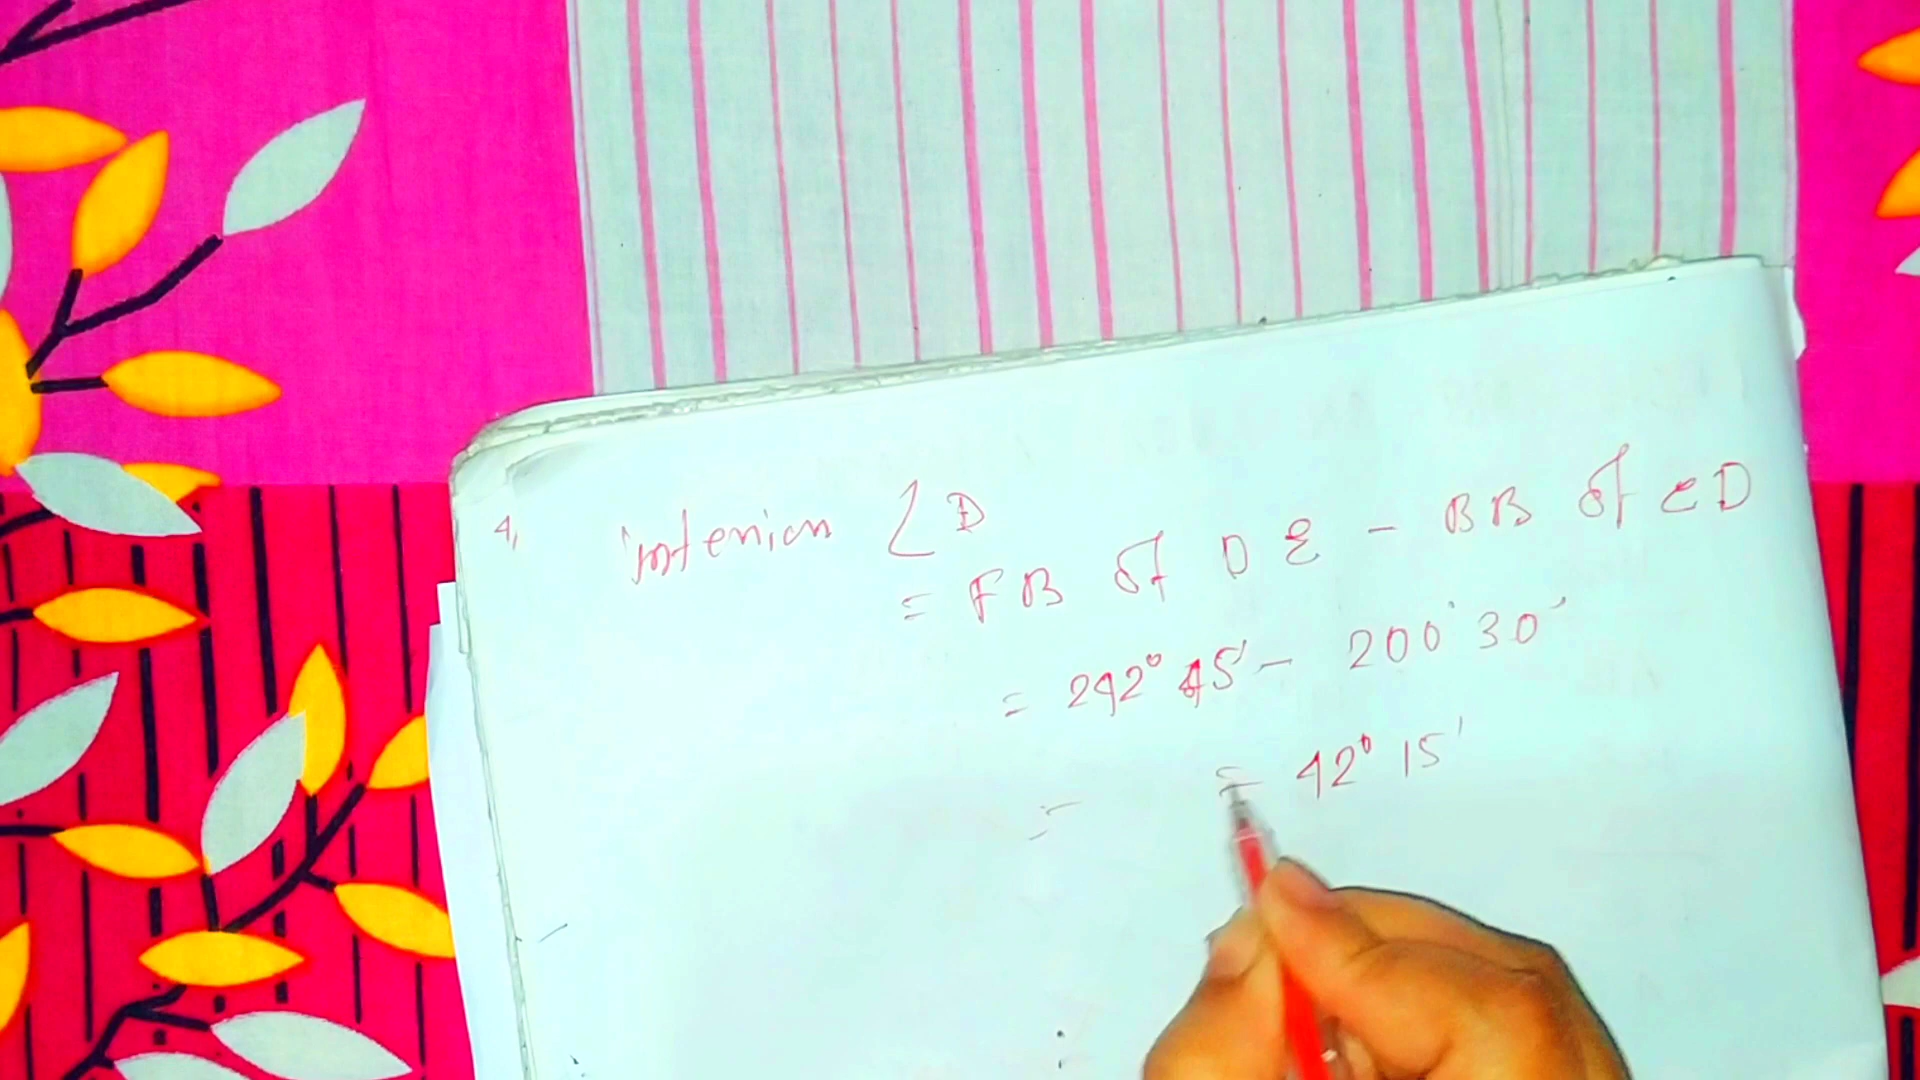 4, interior ∠D
= FB of DE - BB of CD
= 242° 45' - 200° 30'
= = 42° 15'